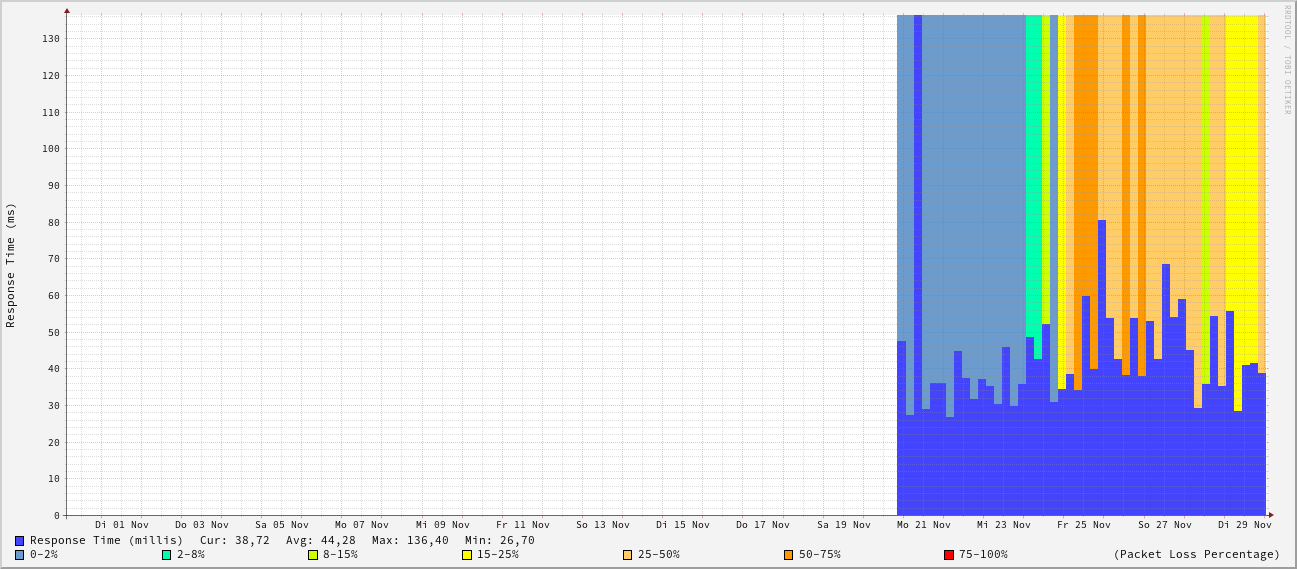 RRDTOOL / TOBI OETIKER
Response Time (ms)
130
120
110
100
90
80
70
60
50
40
30
20
10
0
Di 01 Nov Do 03 Nov Sa 05 Nov Mo 07 Nov Mi 09 Nov Fr 11 Nov So 13 Nov Di 15 Nov Do 17 Nov Sa 19 Nov Mo 21 Nov Mi 23 Nov Fr 25 Nov So 27 Nov Di 29 Nov
Response Time (millis) Cur: 38,72 Avg: 44,28 Max: 136,40 Min: 26,70
0-2% 2-8% 8-15% 15-25% 25-50% 50-75% 75-100% (Packet Loss Percentage)